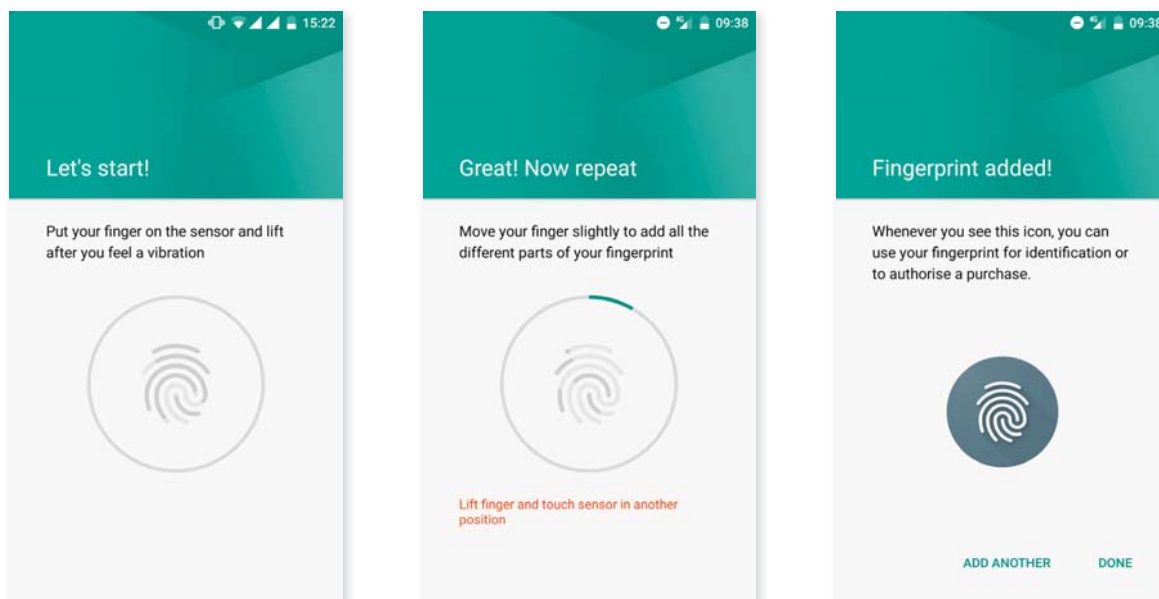 15:22
Let's start!
Put your finger on the sensor and lift
after you feel a vibration
4G 09:38
Great! Now repeat
Move your finger slightly to add all the
different parts of your fingerprint
Lift finger and touch sensor in another
position
4G 09:38
Fingerprint added!
Whenever you see this icon, you can
use your fingerprint for identification or
to authorise a purchase.
ADD ANOTHER DONE